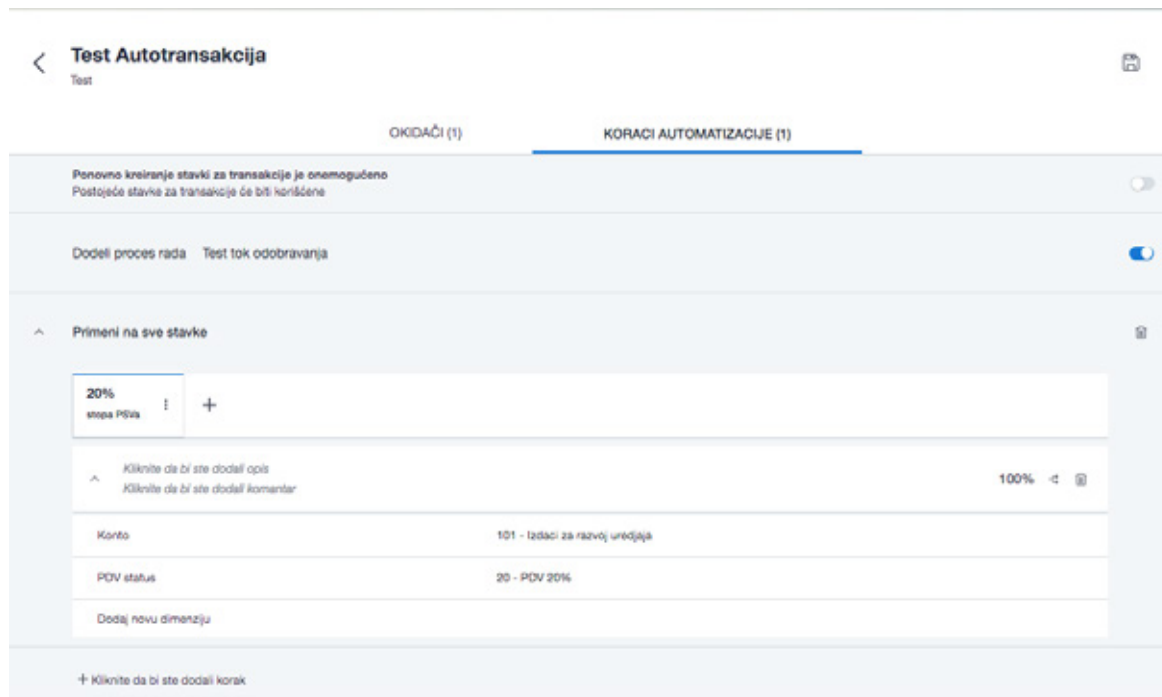 Test Autotransakcija
Test
OKIDAČI (1)
KORACI AUTOMATIZACIJE (1)
Ponovno kreiranje stavki za transakcije je onemogućeno
Postojeće stavke za transakcije će biti korišćene
Dodeli proces rada Test tok odobravanja
Primeni na sve stavke
20%
stopa PSVa
Kliknite da bi ste dodali opis
Kliknite da bi ste dodali komentar
100%
Konto 101 - Izdaci za razvoj uredjaja
PDV status 20 - PDV 20%
Dodaj novu dimenziju
+ Kliknite da bi ste dodali korak